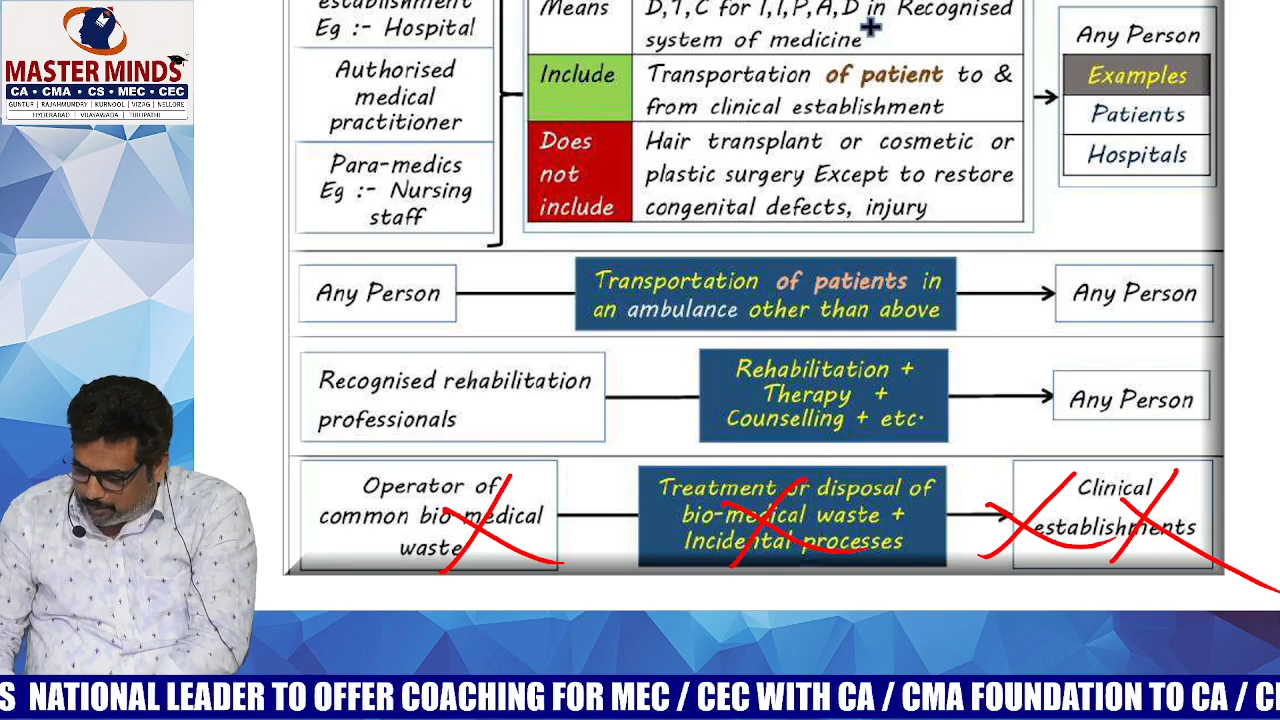 MASTER MINDS
CA • CMA • CS • MEC • CEC
GUNTUR | RAJAHMUNDRY | KURNOOL | VIZAG | NELLORE
HYDERABAD | VIJAYAWADA | TIRUPATHI
establishment
Eg :- Hospital
Authorised
medical
practitioner
Para-medics
Eg :- Nursing
staff
Means
D,T,C for I,I,P,A,D in Recognised
system of medicine
Include
Transportation of patient to &
from clinical establishment
Does
not
include
Hair transplant or cosmetic or
plastic surgery Except to restore
congenital defects, injury
Any Person
Examples
Patients
Hospitals
Any Person
Transportation of patients in
an ambulance other than above
Any Person
Recognised rehabilitation
professionals
Rehabilitation +
Therapy +
Counselling + etc.
Any Person
Operator of
common bio medical
waste
Treatment or disposal of
bio-medical waste +
Incidental processes
Clinical
establishments
S NATIONAL LEADER TO OFFER COACHING FOR MEC / CEC WITH CA / CMA FOUNDATION TO CA /